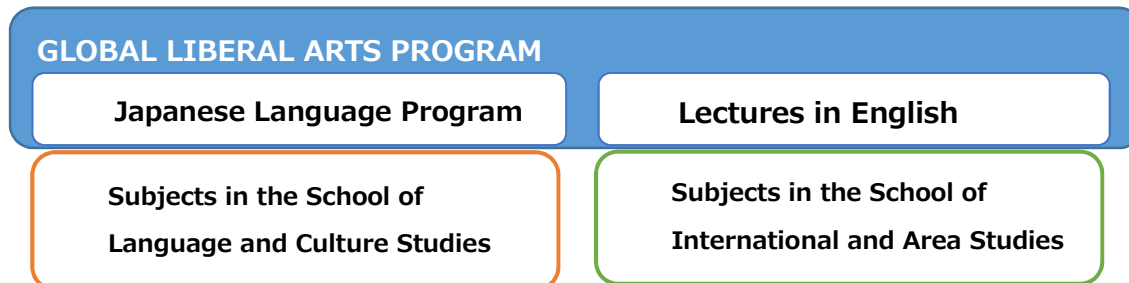 GLOBAL LIBERAL ARTS PROGRAM
Japanese Language Program
Lectures in English
Subjects in the School of
Language and Culture Studies
Subjects in the School of
International and Area Studies